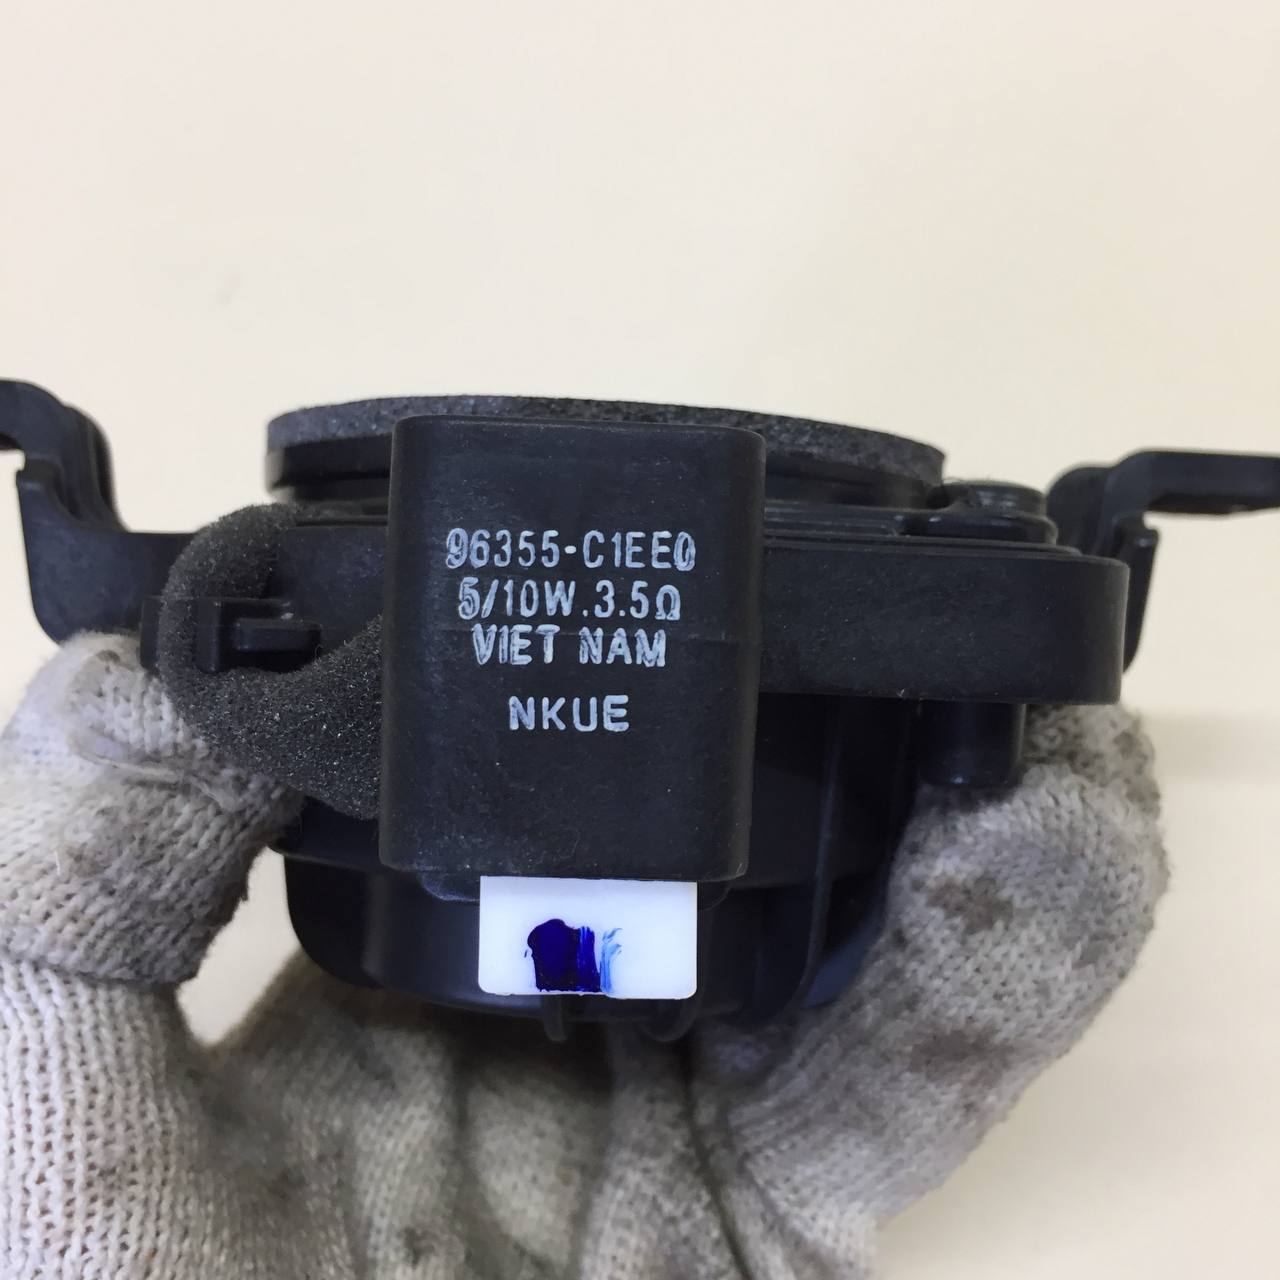 96355-C1EE0
5/10W.3.5Ω
VIET NAM
NKUE